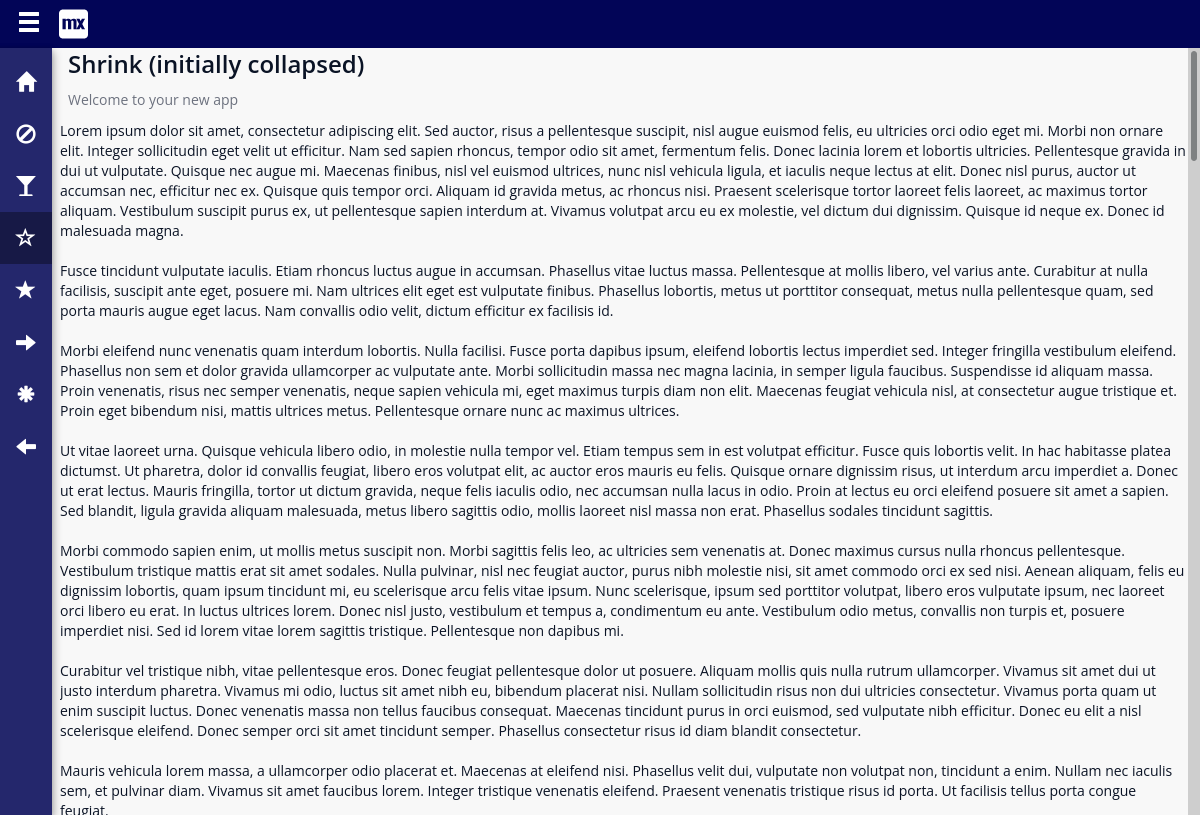 mx
Shrink (initially collapsed)
Welcome to your new app
Lorem ipsum dolor sit amet, consectetur adipiscing elit. Sed auctor, risus a pellentesque suscipit, nisl augue euismod felis, eu ultricies orci odio eget mi. Morbi non ornare
elit. Integer sollicitudin eget velit ut efficitur. Nam sed sapien rhoncus, tempor odio sit amet, fermentum felis. Donec lacinia lorem et lobortis ultricies. Pellentesque gravida in
dui ut vulputate. Quisque nec augue mi. Maecenas finibus, nisl vel euismod ultrices, nunc nisl vehicula ligula, et iaculis neque lectus at elit. Donec nisl purus, auctor ut
accumsan nec, efficitur nec ex. Quisque quis tempor orci. Aliquam id gravida metus, ac rhoncus nisi. Praesent scelerisque tortor laoreet felis laoreet, ac maximus tortor
aliquam. Vestibulum suscipit purus ex, ut pellentesque sapien interdum at. Vivamus volutpat arcu eu ex molestie, vel dictum dui dignissim. Quisque id neque ex. Donec id
malesuada magna.
Fusce tincidunt vulputate iaculis. Etiam rhoncus luctus augue in accumsan. Phasellus vitae luctus massa. Pellentesque at mollis libero, vel varius ante. Curabitur at nulla
facilisis, suscipit ante eget, posuere mi. Nam ultrices elit eget est vulputate finibus. Phasellus lobortis, metus ut porttitor consequat, metus nulla pellentesque quam, sed
porta mauris augue eget lacus. Nam convallis odio velit, dictum efficitur ex facilisis id.
Morbi eleifend nunc venenatis quam interdum lobortis. Nulla facilisi. Fusce porta dapibus ipsum, eleifend lobortis lectus imperdiet sed. Integer fringilla vestibulum eleifend.
Phasellus non sem et dolor gravida ullamcorper ac vulputate ante. Morbi sollicitudin massa nec magna lacinia, in semper ligula faucibus. Suspendisse id aliquam massa.
Proin venenatis, risus nec semper venenatis, neque sapien vehicula mi, eget maximus turpis diam non elit. Maecenas feugiat vehicula nisl, at consectetur augue tristique et.
Proin eget bibendum nisi, mattis ultrices metus. Pellentesque ornare nunc ac maximus ultrices.
Ut vitae laoreet urna. Quisque vehicula libero odio, in molestie nulla tempor vel. Etiam tempus sem in est volutpat efficitur. Fusce quis lobortis velit. In hac habitasse platea
dictumst. Ut pharetra, dolor id convallis feugiat, libero eros volutpat elit, ac auctor eros mauris eu felis. Quisque ornare dignissim risus, ut interdum arcu imperdiet a. Donec
ut erat lectus. Mauris fringilla, tortor ut dictum gravida, neque felis iaculis odio, nec accumsan nulla lacus in odio. Proin at lectus eu orci eleifend posuere sit amet a sapien.
Sed blandit, ligula gravida aliquam malesuada, metus libero sagittis odio, mollis laoreet nisl massa non erat. Phasellus sodales tincidunt sagittis.
Morbi commodo sapien enim, ut mollis metus suscipit non. Morbi sagittis felis leo, ac ultricies sem venenatis at. Donec maximus cursus nulla rhoncus pellentesque.
Vestibulum tristique mattis erat sit amet sodales. Nulla pulvinar, nisl nec feugiat auctor, purus nibh molestie nisi, sit amet commodo orci ex sed nisi. Aenean aliquam, felis eu
dignissim lobortis, quam ipsum tincidunt mi, eu scelerisque arcu felis vitae ipsum. Nunc scelerisque, ipsum sed porttitor volutpat, libero eros vulputate ipsum, nec laoreet
orci libero eu erat. In luctus ultrices lorem. Donec nisl justo, vestibulum et tempus a, condimentum eu ante. Vestibulum odio metus, convallis non turpis et, posuere
imperdiet nisi. Sed id lorem vitae lorem sagittis tristique. Pellentesque non dapibus mi.
Curabitur vel tristique nibh, vitae pellentesque eros. Donec feugiat pellentesque dolor ut posuere. Aliquam mollis quis nulla rutrum ullamcorper. Vivamus sit amet dui ut
justo interdum pharetra. Vivamus mi odio, luctus sit amet nibh eu, bibendum placerat nisi. Nullam sollicitudin risus non dui ultricies consectetur. Vivamus porta quam ut
enim suscipit luctus. Donec venenatis massa non tellus faucibus consequat. Maecenas tincidunt purus in orci euismod, sed vulputate nibh efficitur. Donec eu elit a nisl
scelerisque eleifend. Donec semper orci sit amet tincidunt semper. Phasellus consectetur risus id diam blandit consectetur.
Mauris vehicula lorem massa, a ullamcorper odio placerat et. Maecenas at eleifend nisi. Phasellus velit dui, vulputate non volutpat non, tincidunt a enim. Nullam nec iaculis
sem, et pulvinar diam. Vivamus sit amet faucibus lorem. Integer tristique venenatis eleifend. Praesent venenatis tristique risus id porta. Ut facilisis tellus porta congue
feugiat.